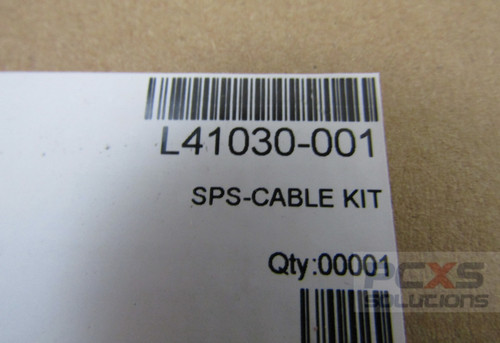 L41030-001
SPS-CABLE KIT
Qty:00001
PCXS
SOLUTIONS